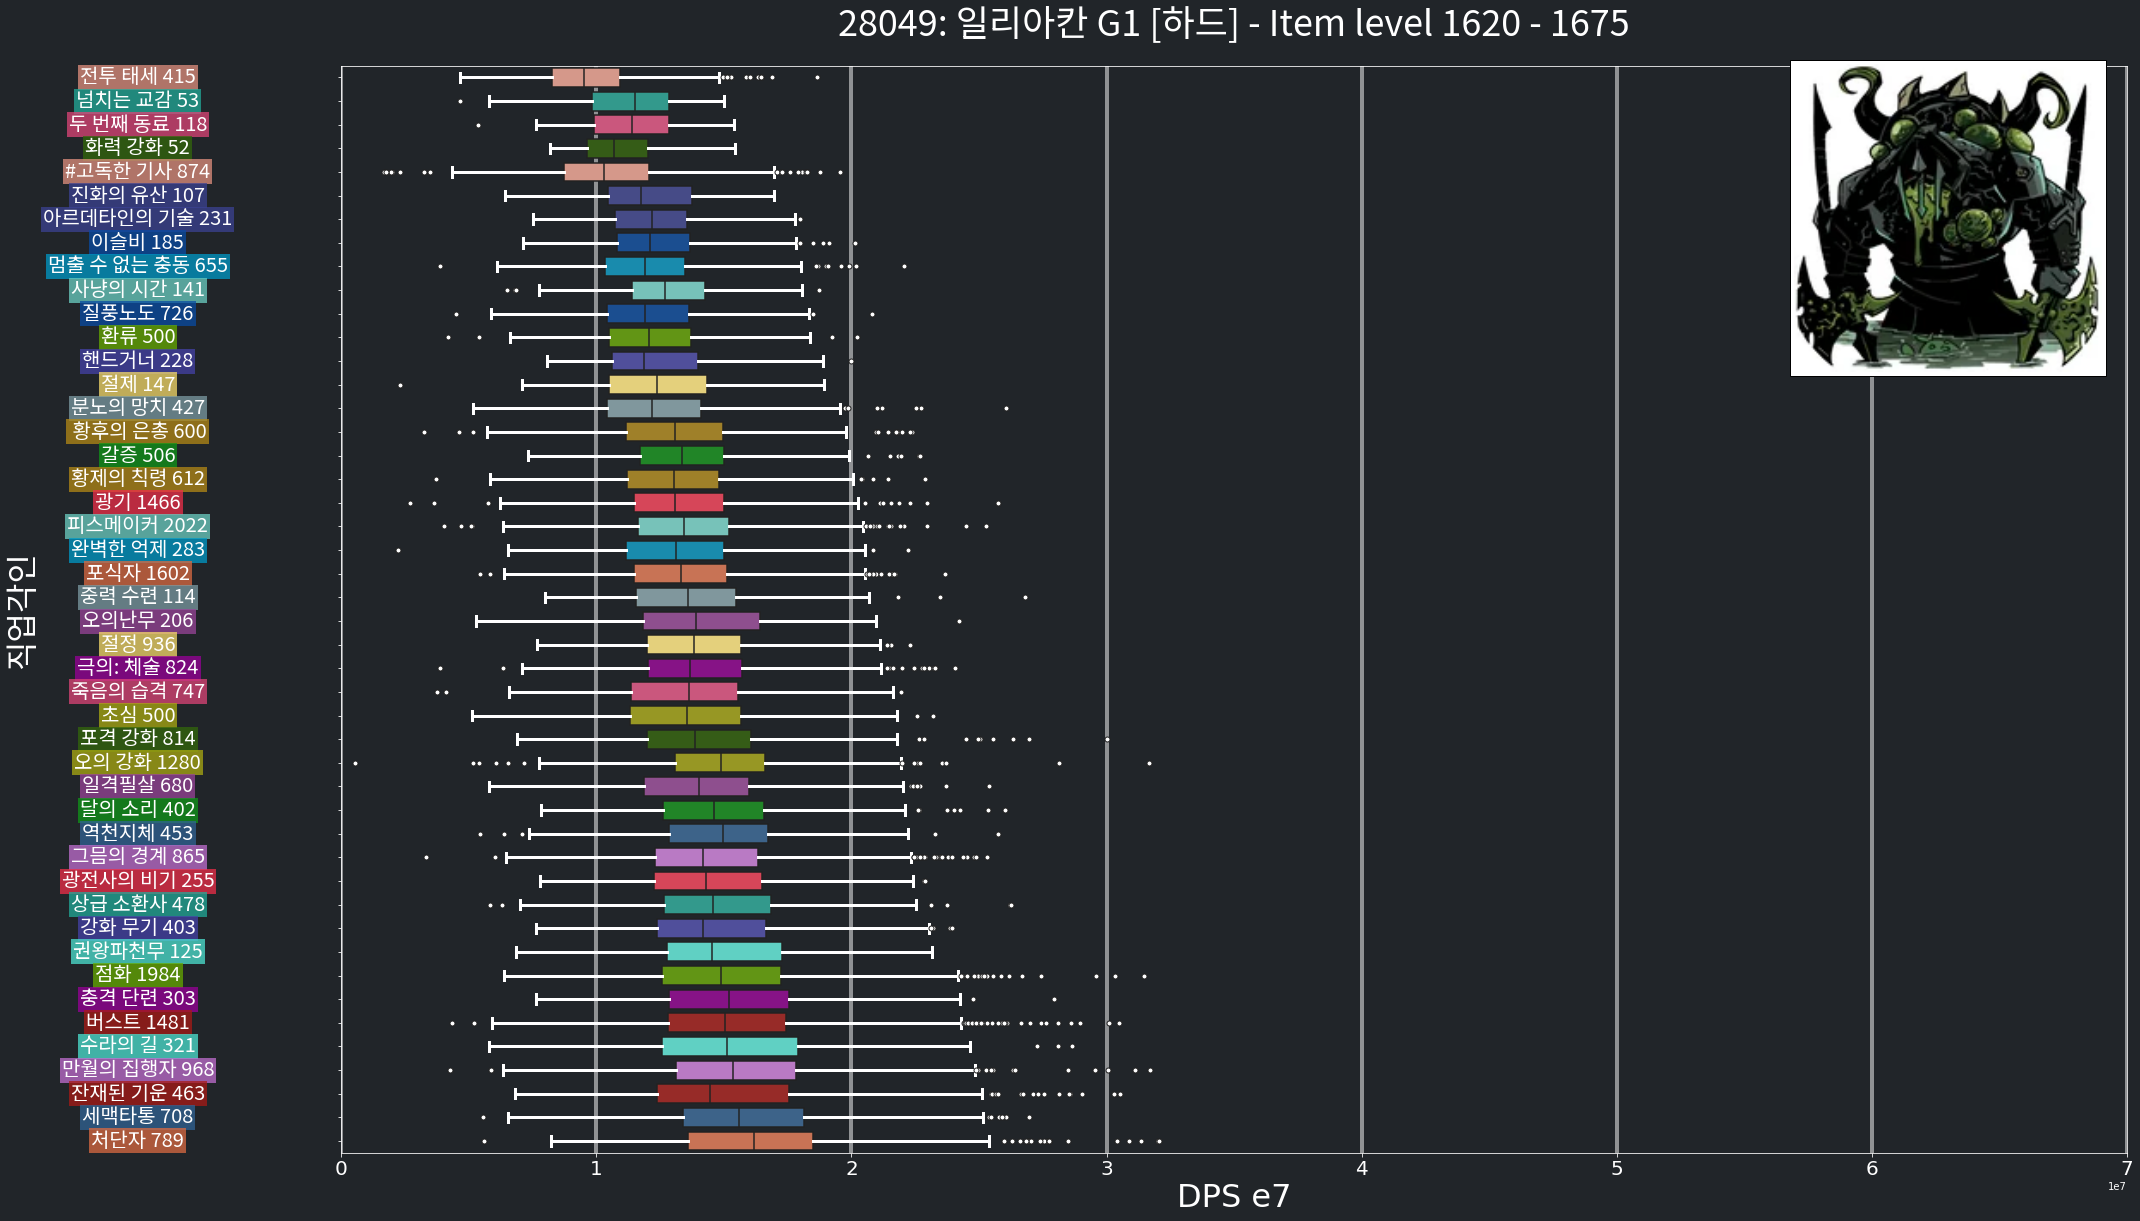 28049: 일리아칸 G1 [하드] - Item level 1620 - 1675
전투 태세 415
넘치는 교감 53
두 번째 동료 118
화력 강화 52
#고독한 기사 874
진화의 유산 107
아르데타인의 기술 231
이슬비 185
멈출 수 없는 충동 655
사냥의 시간 141
질풍노도 726
환류 500
핸드거너 228
절제 147
분노의 망치 427
황후의 은총 600
갈증 506
황제의 칙령 612
광기 1466
피스메이커 2022
완벽한 억제 283
포식자 1602
중력 수련 114
오의난무 206
절정 936
극의: 체술 824
죽음의 습격 747
초심 500
포격 강화 814
오의 강화 1280
일격필살 680
달의 소리 402
역천지체 453
그믐의 경계 865
광전사의 비기 255
상급 소환사 478
강화 무기 403
권왕파천무 125
점화 1984
충격 단련 303
버스트 1481
수라의 길 321
만월의 집행자 968
잔재된 기운 463
세맥타통 708
처단자 789
직업각인
0 1 2 3 4 5 6 7
1e7
DPS e7